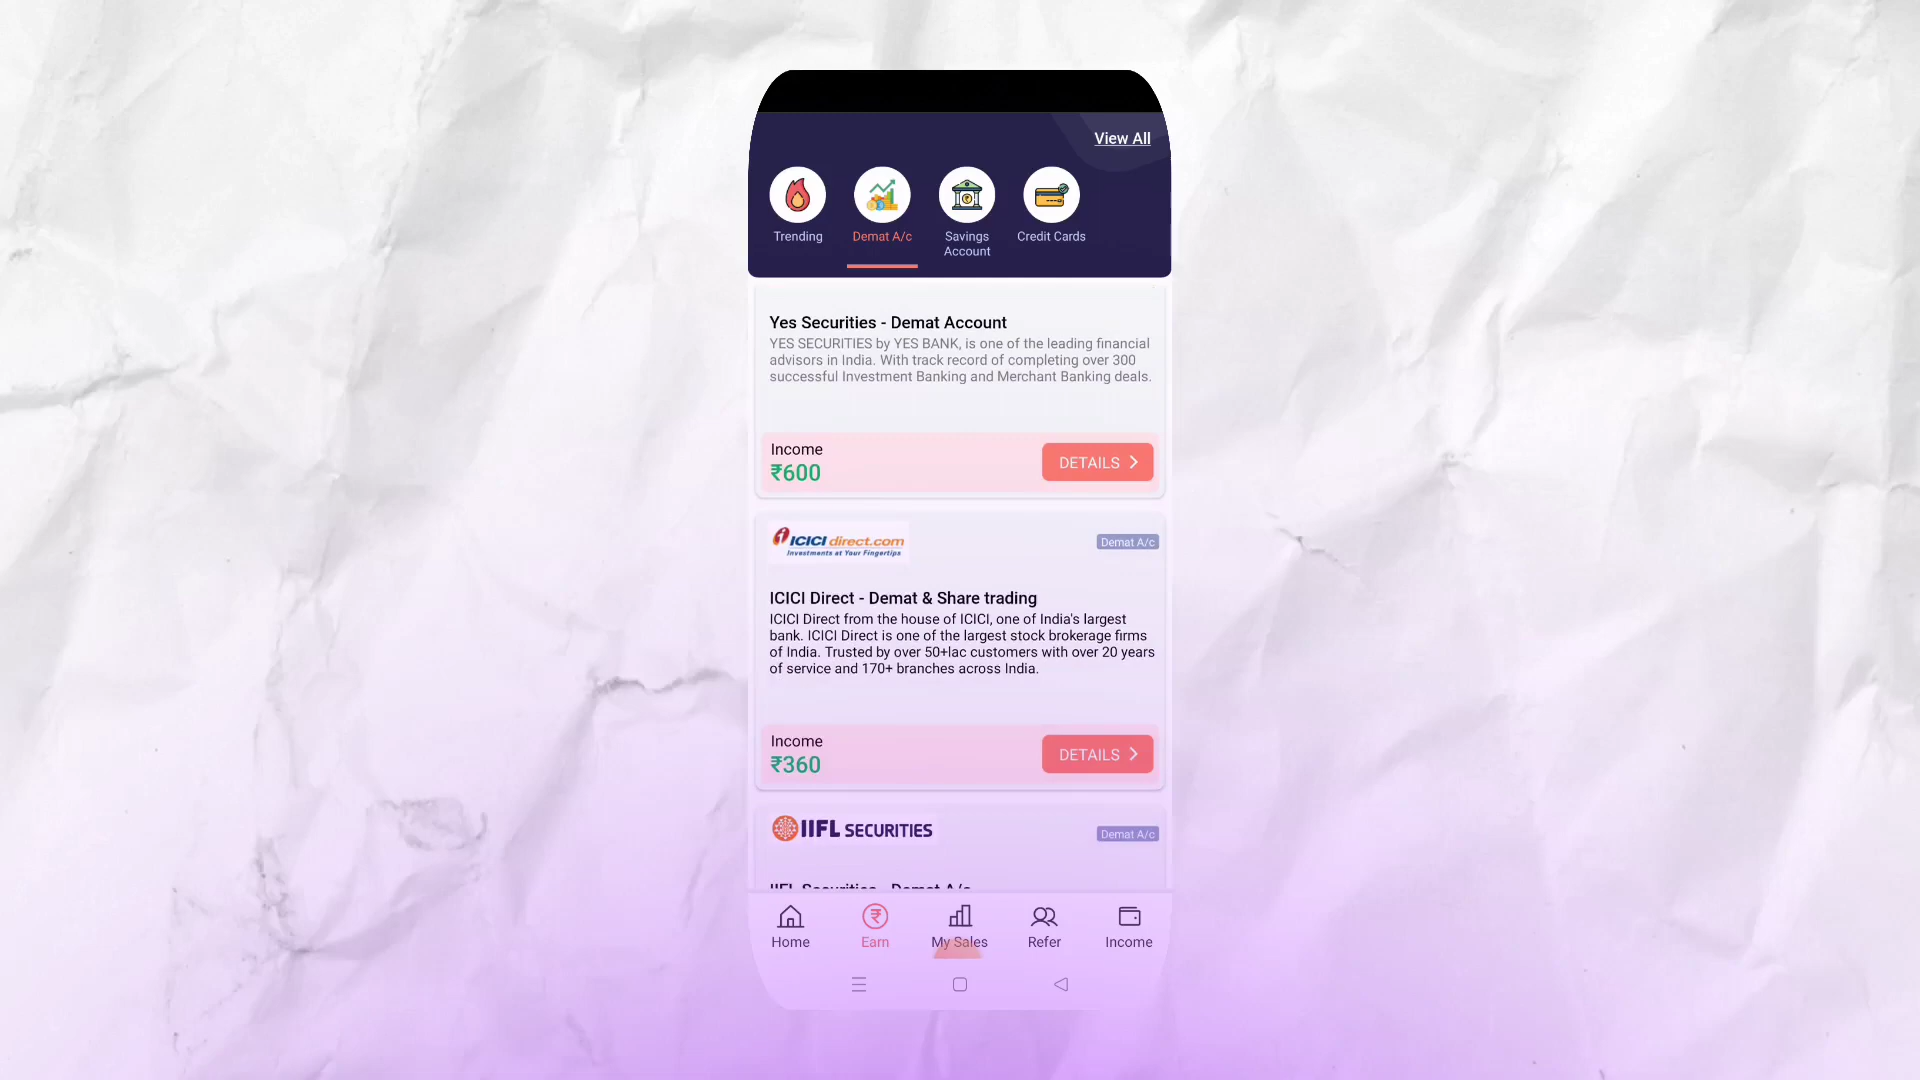 View All
Trending
Demat A/c
Savings
Account
Credit Cards
Yes Securities - Demat Account
YES SECURITIES by YES BANK, is one of the leading financial
advisors in India. With track record of completing over 300
successful Investment Banking and Merchant Banking deals.
Income
₹600
DETAILS
ICICI direct.com
Investments at Your Fingertips
Demat A/c
ICICI Direct - Demat & Share trading
ICICI Direct from the house of ICICI, one of India's largest
bank. ICICI Direct is one of the largest stock brokerage firms
of India. Trusted by over 50+lac customers with over 20 years
of service and 170+ branches across India.
Income
₹360
DETAILS
IIFL SECURITIES
Demat A/c
IIFL Securities - Demat A/c
Home
Earn
My Sales
Refer
Income